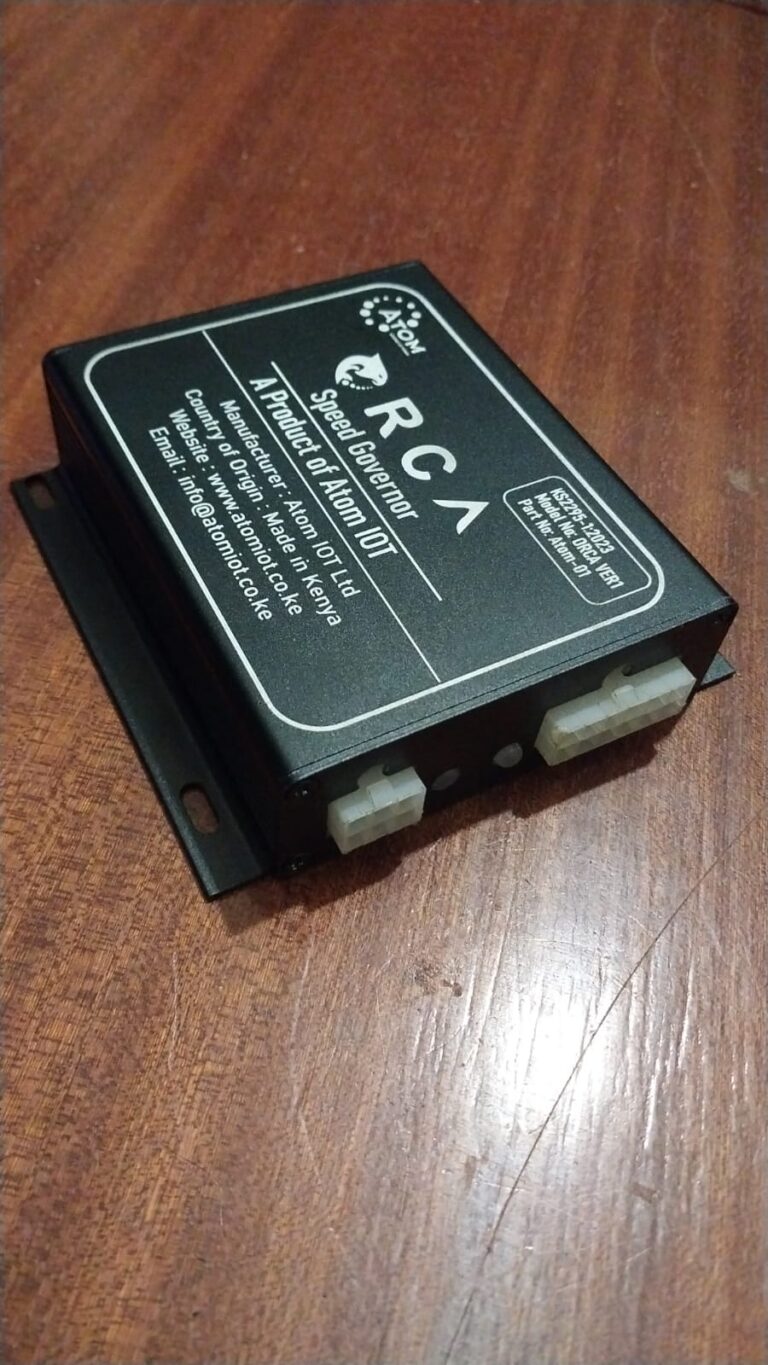 ATOM
ORCA
Speed Governor
A Product of Atom IOT
Manufacturer : Atom IOT Ltd
Country of Origin : Made in Kenya
Website : www.atomiot.co.ke
Email : info@atomiot.co.ke
KS2295-1:2023
Model No: ORCA VER1
Part No: Atom-01